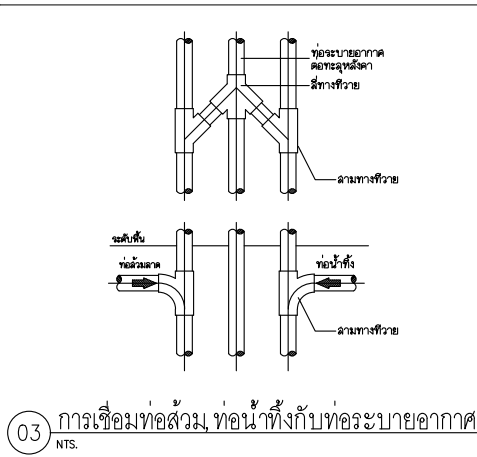 ท่อระบายอากาศ
ต่อทะลุหลังคา
สี่ทางทีวาย
สามทางทีวาย
ระดับพื้น
ท่อส้วมลาด
ท่อน้ำทิ้ง
สามทางทีวาย
03 การเชื่อมท่อส้วม, ท่อน้ำทิ้งกับท่อระบายอากาศ
NTS.